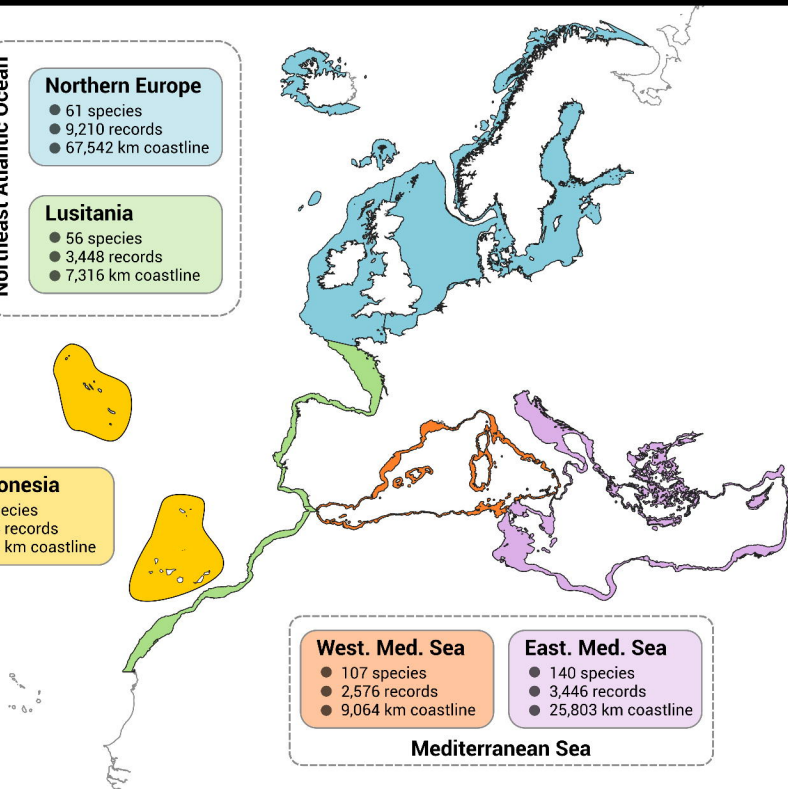 Northeast Atlantic Ocean
Northern Europe
● 61 species
● 9,210 records
● 67,542 km coastline
Lusitania
● 56 species
● 3,448 records
● 7,316 km coastline
onesia
ecies
records
km coastline
West. Med. Sea
● 107 species
● 2,576 records
● 9,064 km coastline
East. Med. Sea
● 140 species
● 3,446 records
● 25,803 km coastline
Mediterranean Sea